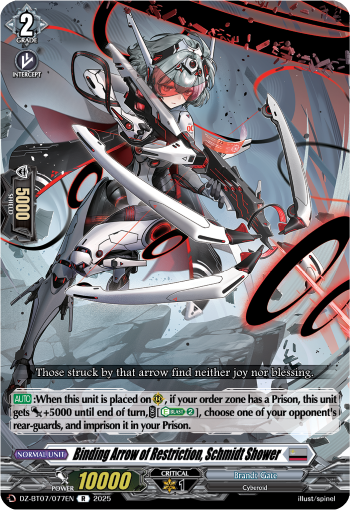 2
GRADE
INTERCEPT
5000
SHIELD
Those struck by that arrow find neither joy nor blessing.
AUTO :When this unit is placed on , if your order zone has a Prison, this unit
gets +5000 until end of turn, [E-BLAST 2], choose one of your opponent's
rear-guards, and imprison it in your Prison.
NORMAL UNIT Binding Arrow of Restriction, Schmidt Shower
POWER 10000 CRITICAL 1 Brandt Gate
Cyberoid
DZ-BT07/077EN R 2025 illust/spinel